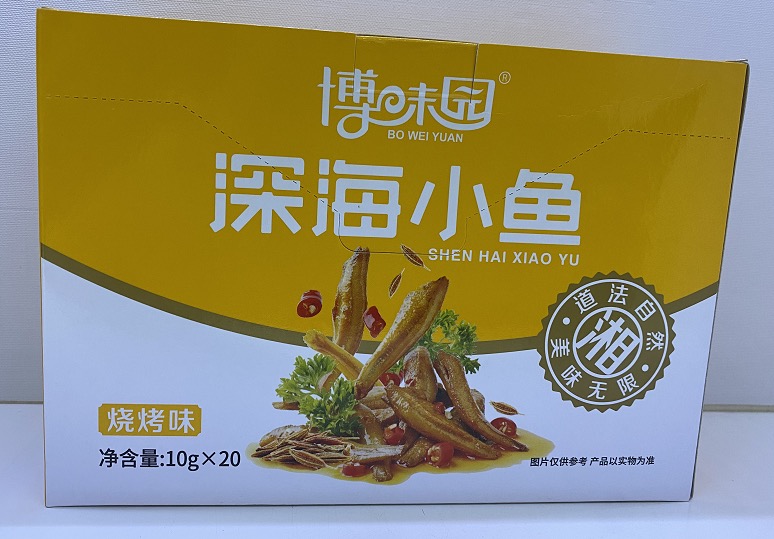 博味园®
BO WEI YUAN
深海小鱼
SHEN HAI XIAO YU
道法自然
湘
美味无限
烧烤味
净含量:10g×20
图片仅供参考 产品以实物为准